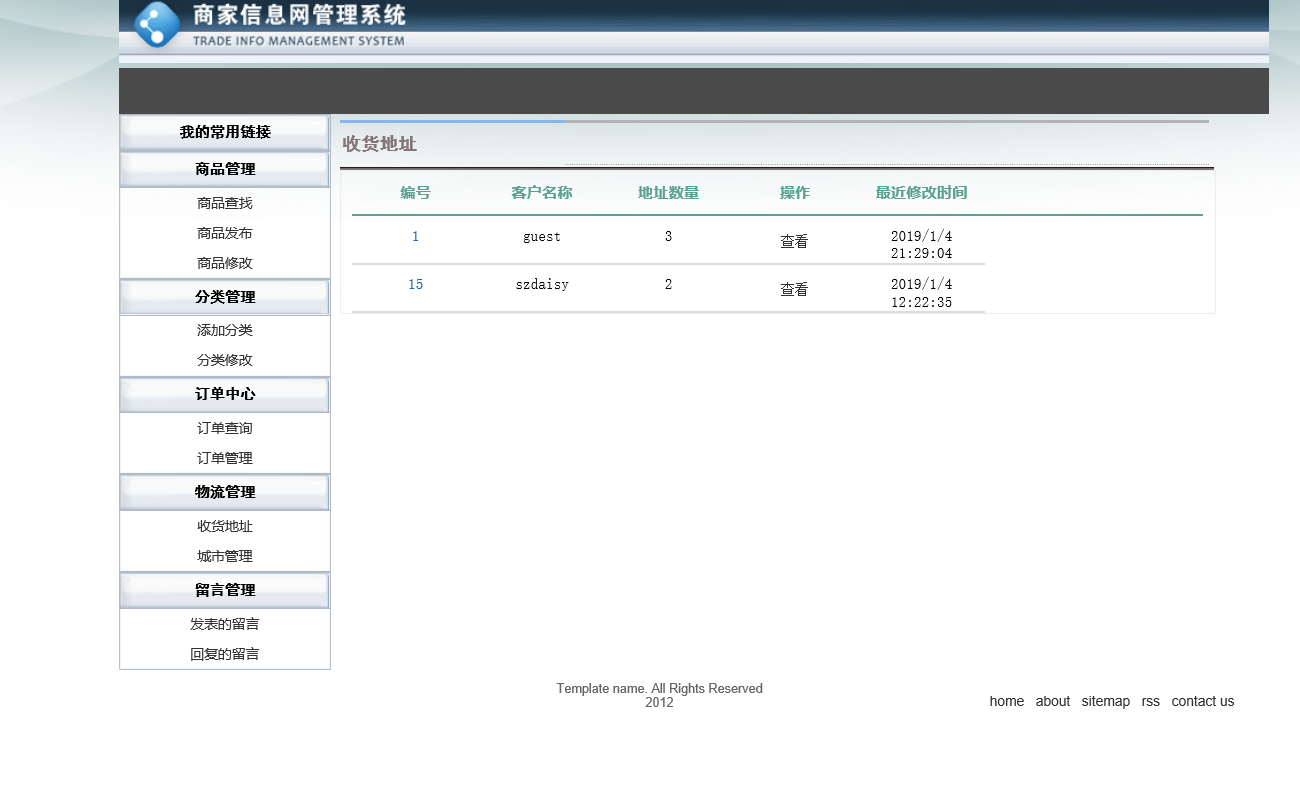 商家信息网管理系统
TRADE INFO MANAGEMENT SYSTEM
我的常用链接
商品管理
商品查找
商品发布
商品修改
分类管理
添加分类
分类修改
订单中心
订单查询
订单管理
物流管理
收货地址
城市管理
留言管理
发表的留言
回复的留言
收货地址
编号 客户名称 地址数量 操作 最近修改时间
1 guest 3 查看 2019/1/4
21:29:04
15 szdaisy 2 查看 2019/1/4
12:22:35
Template name. All Rights Reserved
2012
home about sitemap rss contact us